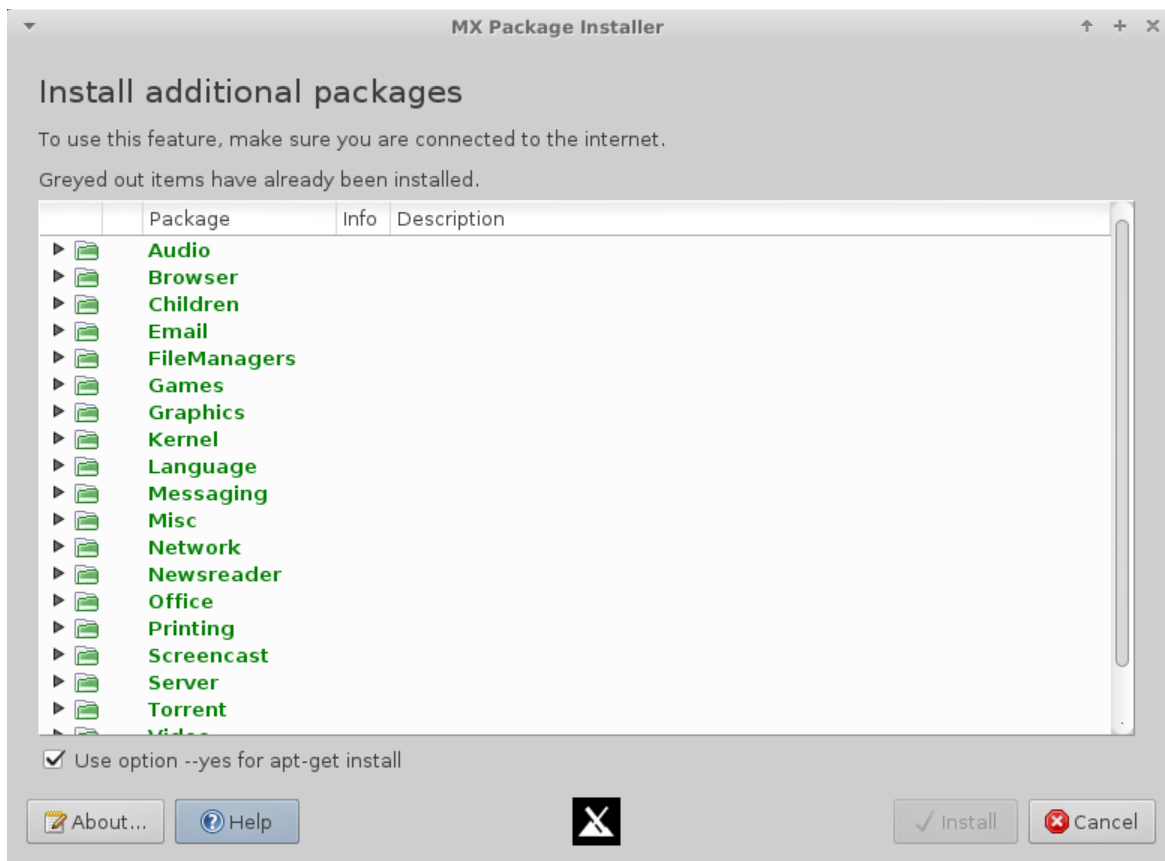 MX Package Installer
Install additional packages
To use this feature, make sure you are connected to the internet.
Greyed out items have already been installed.
Package Info Description
Audio
Browser
Children
Email
FileManagers
Games
Graphics
Kernel
Language
Messaging
Misc
Network
Newsreader
Office
Printing
Screencast
Server
Torrent
Video
Use option --yes for apt-get install
About... Help Install Cancel